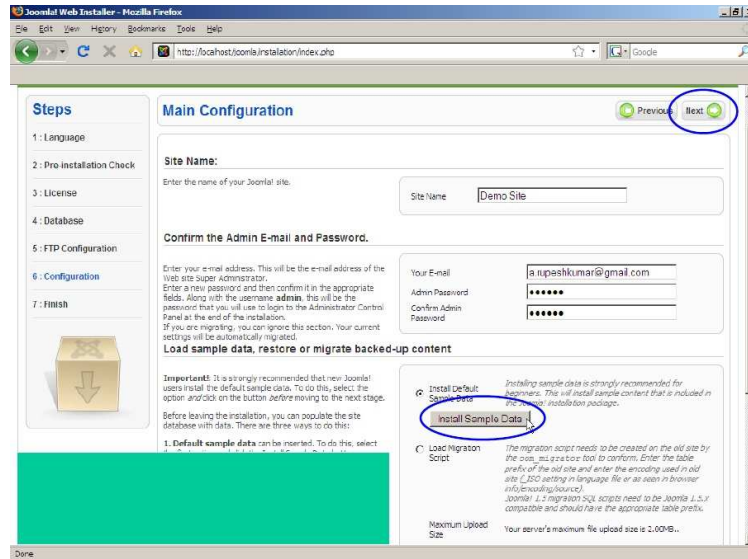 Joomla! Web Installer - Mozilla Firefox
File Edit View History Bookmarks Tools Help
http://localhost/joomla/installation/index.php
Google
Steps
1 : Language
2 : Pre-installation Check
3 : License
4 : Database
5 : FTP Configuration
6 : Configuration
7 : Finish
Main Configuration
Previous
Next
Site Name:
Enter the name of your Joomla! site.
Site Name
Demo Site
Confirm the Admin E-mail and Password.
Enter your e-mail address. This will be the e-mail address of the
Web site Super Administrator.
Enter a new password and then confirm it in the appropriate
fields. Along with the username admin, this will be the
password that you will use to login to the Administrator Control
Panel at the end of the installation.
If you are migrating, you can ignore this section. Your current
settings will be automatically migrated.
Your E-mail
a.rupeshkumar@gmail.com
Admin Password
●●●●●●
Confirm Admin
Password
●●●●●●
Load sample data, restore or migrate backed-up content
Important!: It is strongly recommended that new Joomla!
users install the default sample data. To do this, select the
option and click on the button before moving to the next stage.
Before leaving the installation, you can populate the site
database with data. There are three ways to do this:
1. Default sample data can be inserted. To do this, select
Install Default
Sample Data
Installing sample data is strongly recommended for
beginners. This will install sample content that is included in
the Joomla! installation package.
Install Sample Data
Load Migration
Script
The migration script needs to be created on the old site by
the com_migrator tool to conform. Enter the table
prefix of the old site and enter the encoding used in old
site (_ISO setting in language file or as seen in browser
info/encoding/source).
Joomla! 1.5 migration SQL scripts need to be Joomla 1.5.x
compatible and should have the appropriate table prefix.
Maximum Upload
Size
Your server's maximum file upload size is 2.00MB..
Done